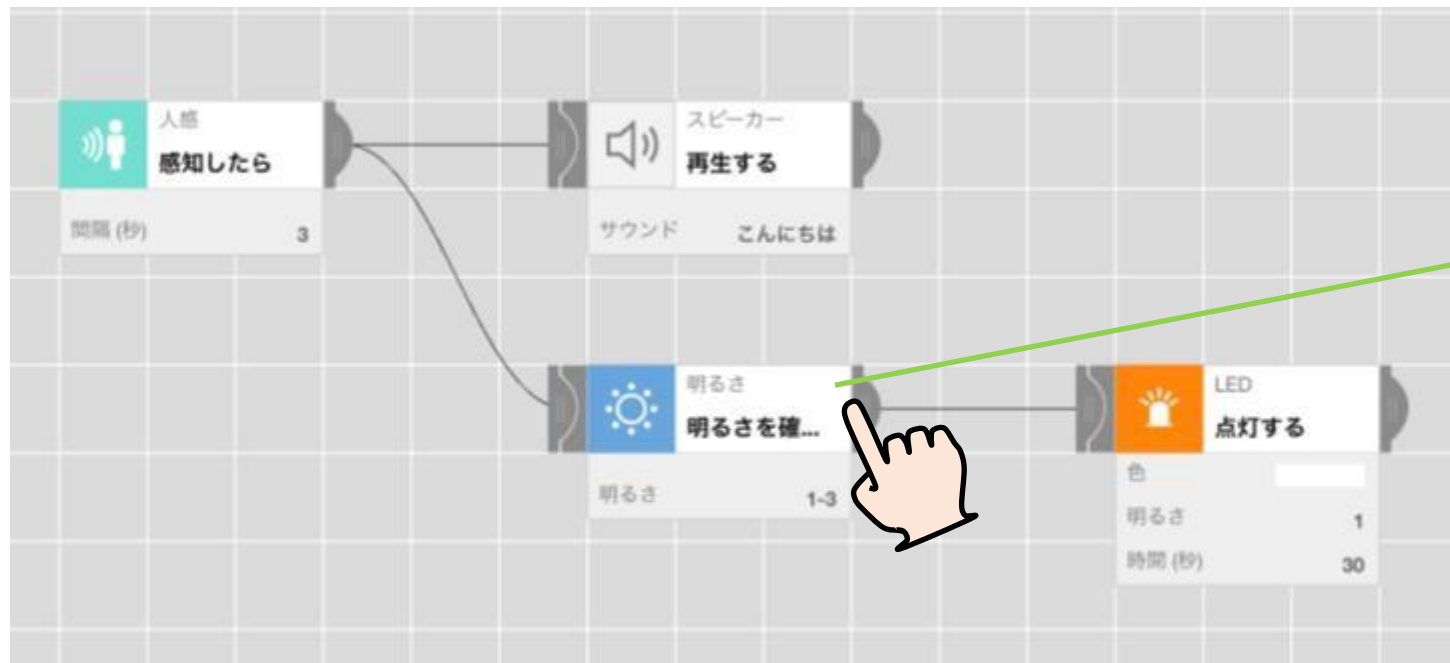 人感
感知したら
間隔 (秒) 3
スピーカー
再生する
サウンド こんにちは
明るさ
明るさを確...
明るさ 1-3
LED
点灯する
色
明るさ 1
時間 (秒) 30